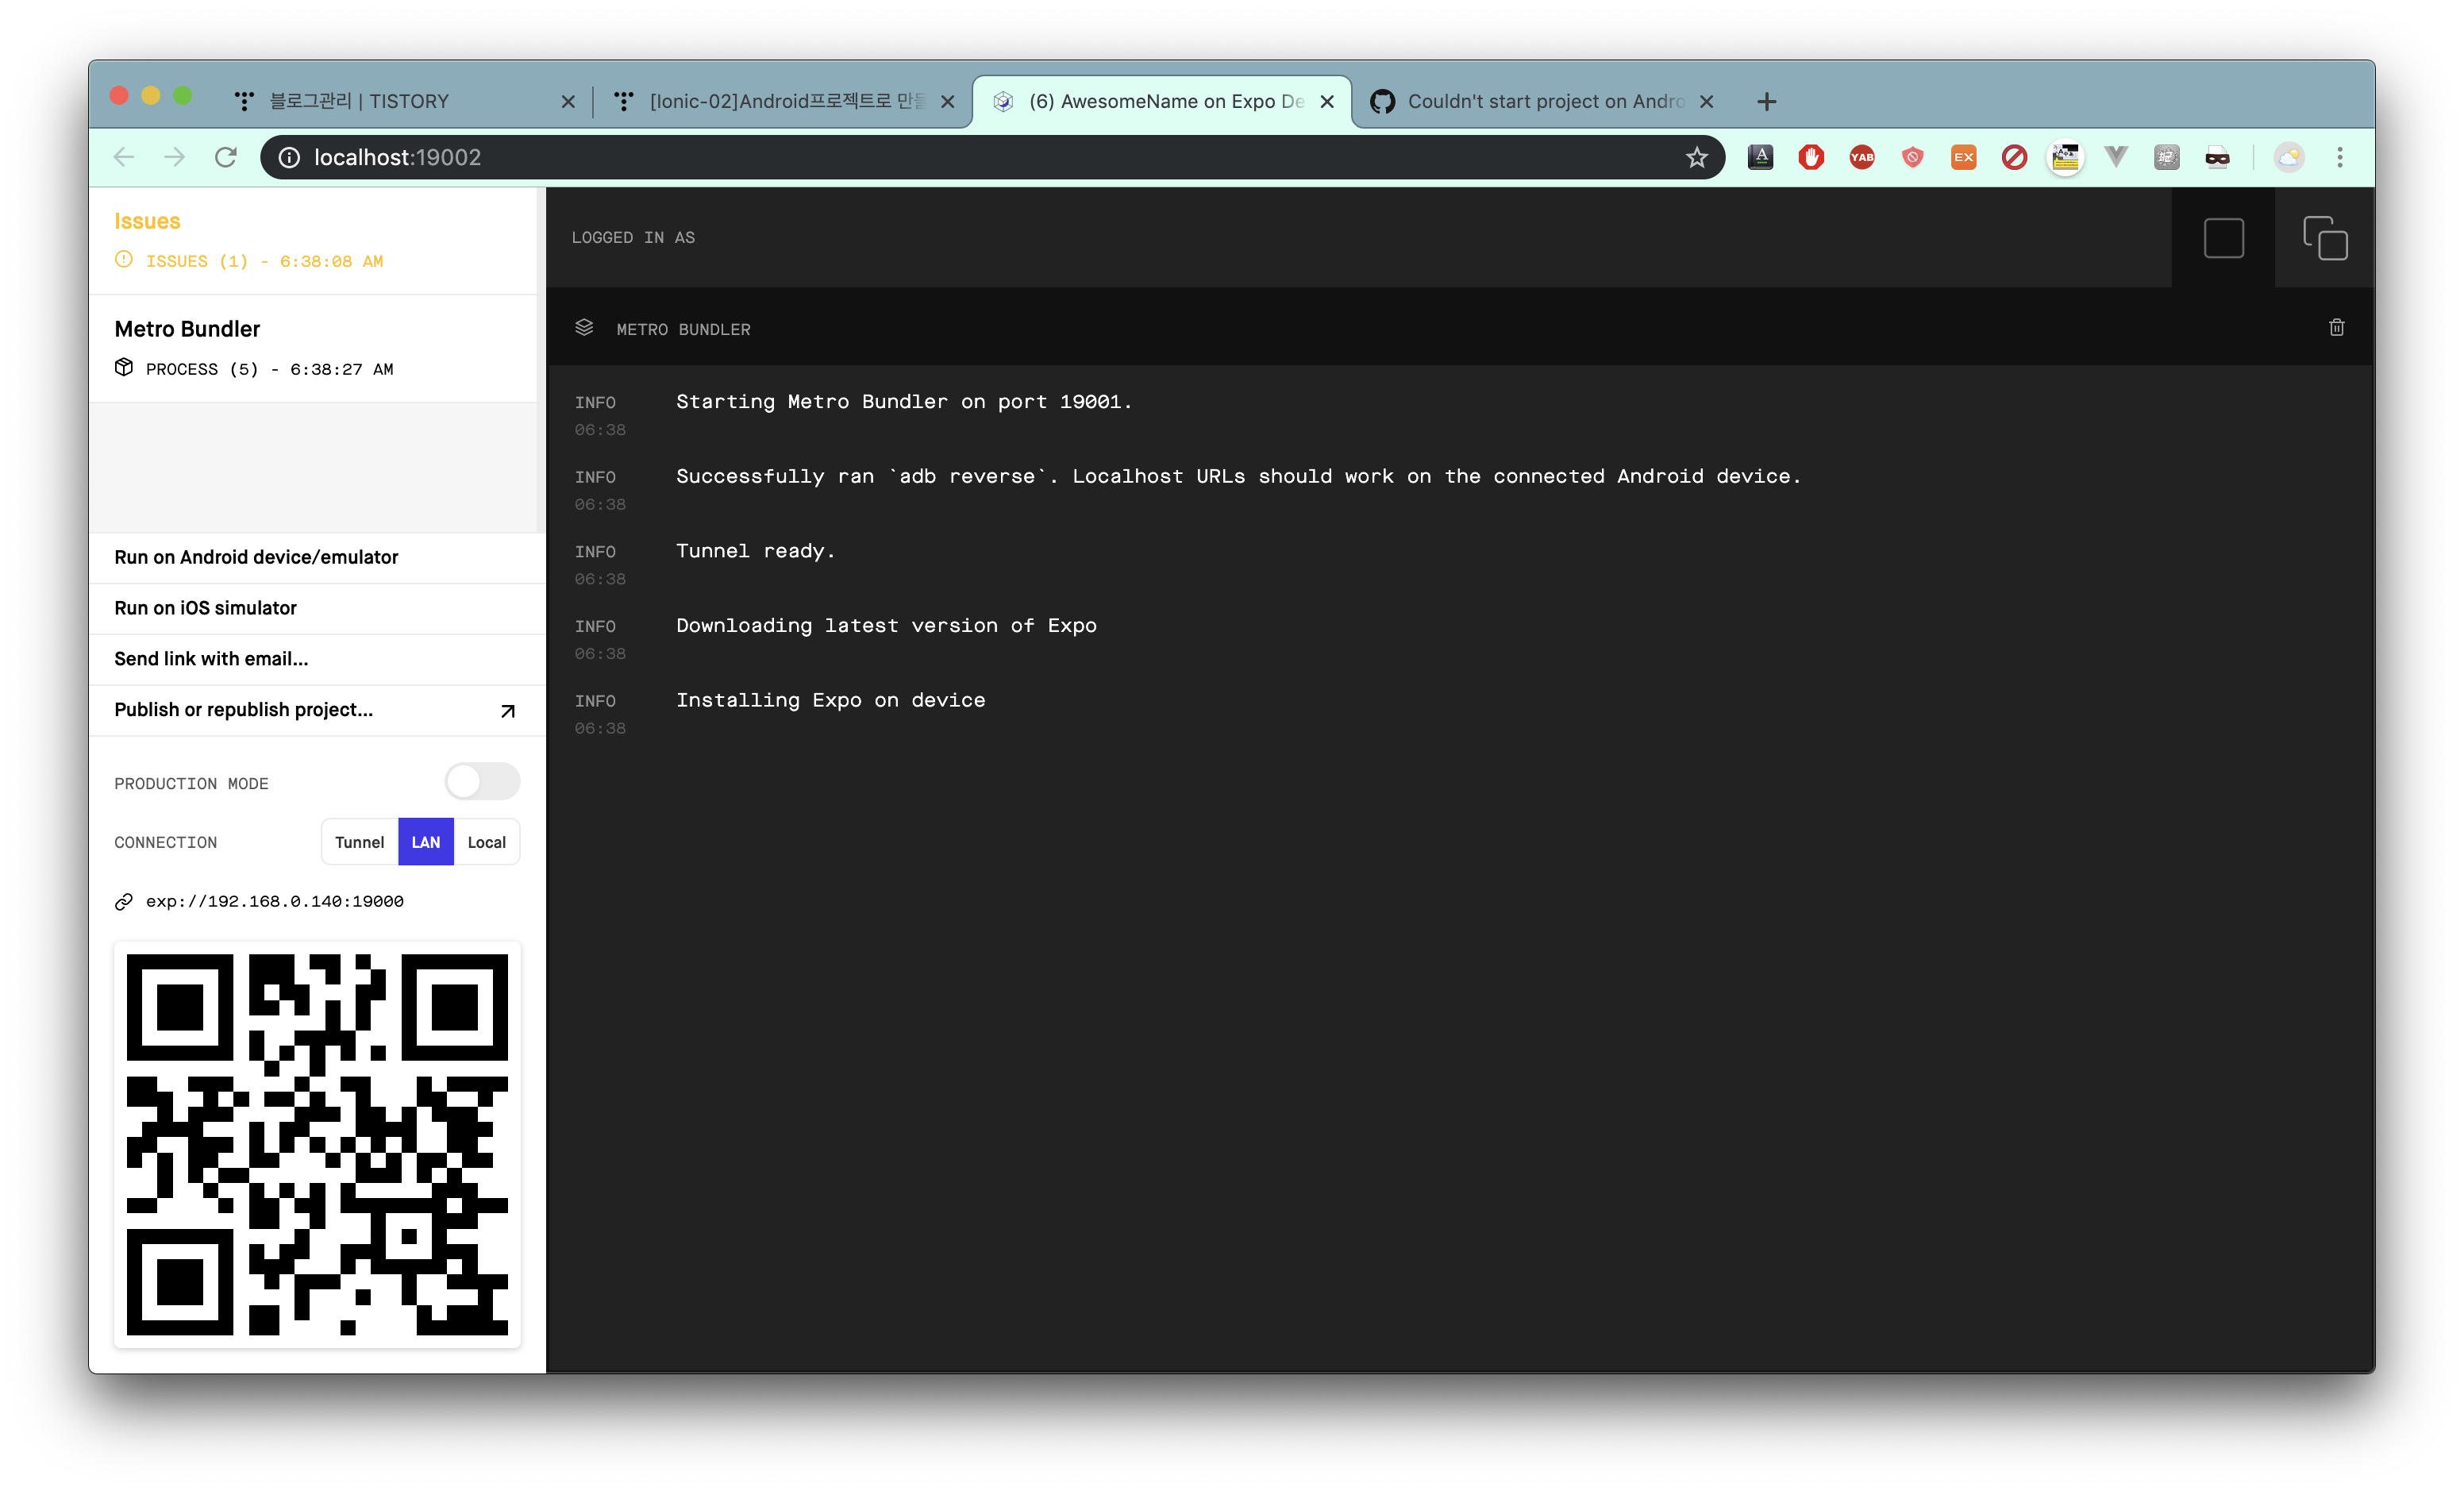 블로그관리 | TISTORY
[Ionic-02]Android프로젝트로 만들
(6) AwesomeName on Expo De
Couldn't start project on Andro
localhost:19002
A
YAB
EX
Issues
ISSUES (1) - 6:38:08 AM
Metro Bundler
PROCESS (5) - 6:38:27 AM
Run on Android device/emulator
Run on iOS simulator
Send link with email...
Publish or republish project...
PRODUCTION MODE
CONNECTION
Tunnel LAN Local
exp://192.168.0.140:19000
LOGGED IN AS
METRO BUNDLER
INFO Starting Metro Bundler on port 19001.
06:38
INFO Successfully ran `adb reverse`. Localhost URLs should work on the connected Android device.
06:38
INFO Tunnel ready.
06:38
INFO Downloading latest version of Expo
06:38
INFO Installing Expo on device
06:38